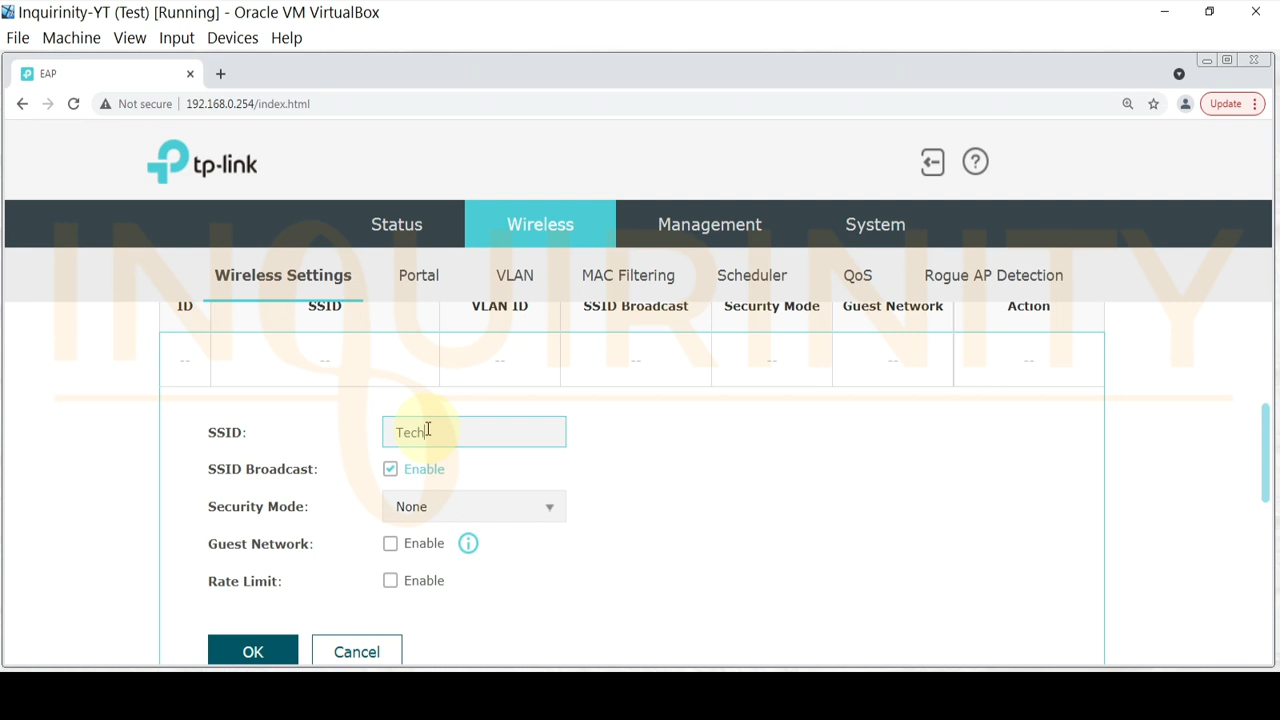 Inquirinity-YT (Test) [Running] - Oracle VM VirtualBox
File Machine View Input Devices Help
EAP
Not secure 192.168.0.254/index.html Update
tp-link
Status Wireless Management System
Wireless Settings Portal VLAN MAC Filtering Scheduler QoS Rogue AP Detection
ID SSID VLAN ID SSID Broadcast Security Mode Guest Network Action
-- -- -- -- -- -- --
INQUIRINITY
SSID: Tech
SSID Broadcast: Enable
Security Mode: None
Guest Network: Enable
Rate Limit: Enable
OK Cancel